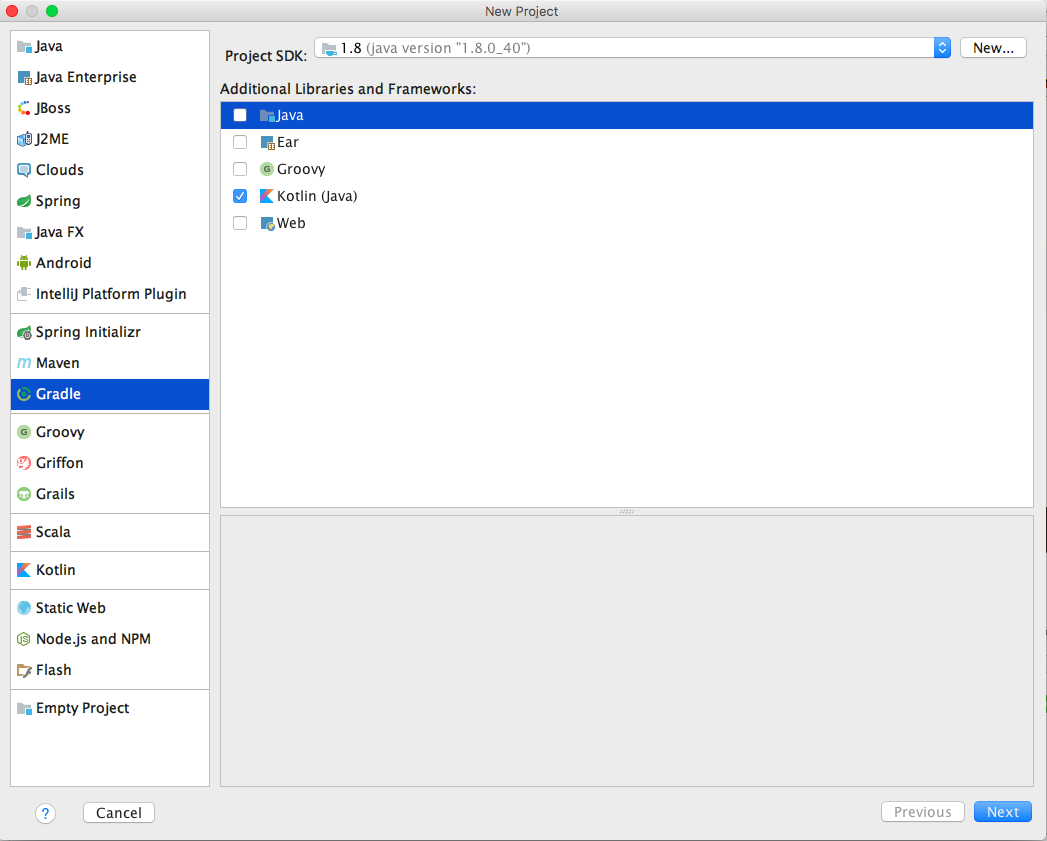 New Project
Java
Java Enterprise
JBoss
J2ME
Clouds
Spring
Java FX
Android
IntelliJ Platform Plugin
Spring Initializr
Maven
Gradle
Groovy
Griffon
Grails
Scala
Kotlin
Static Web
Node.js and NPM
Flash
Empty Project
Project SDK: 1.8 (java version "1.8.0_40") New...
Additional Libraries and Frameworks:
Java
Ear
Groovy
Kotlin (Java)
Web
? Cancel Previous Next